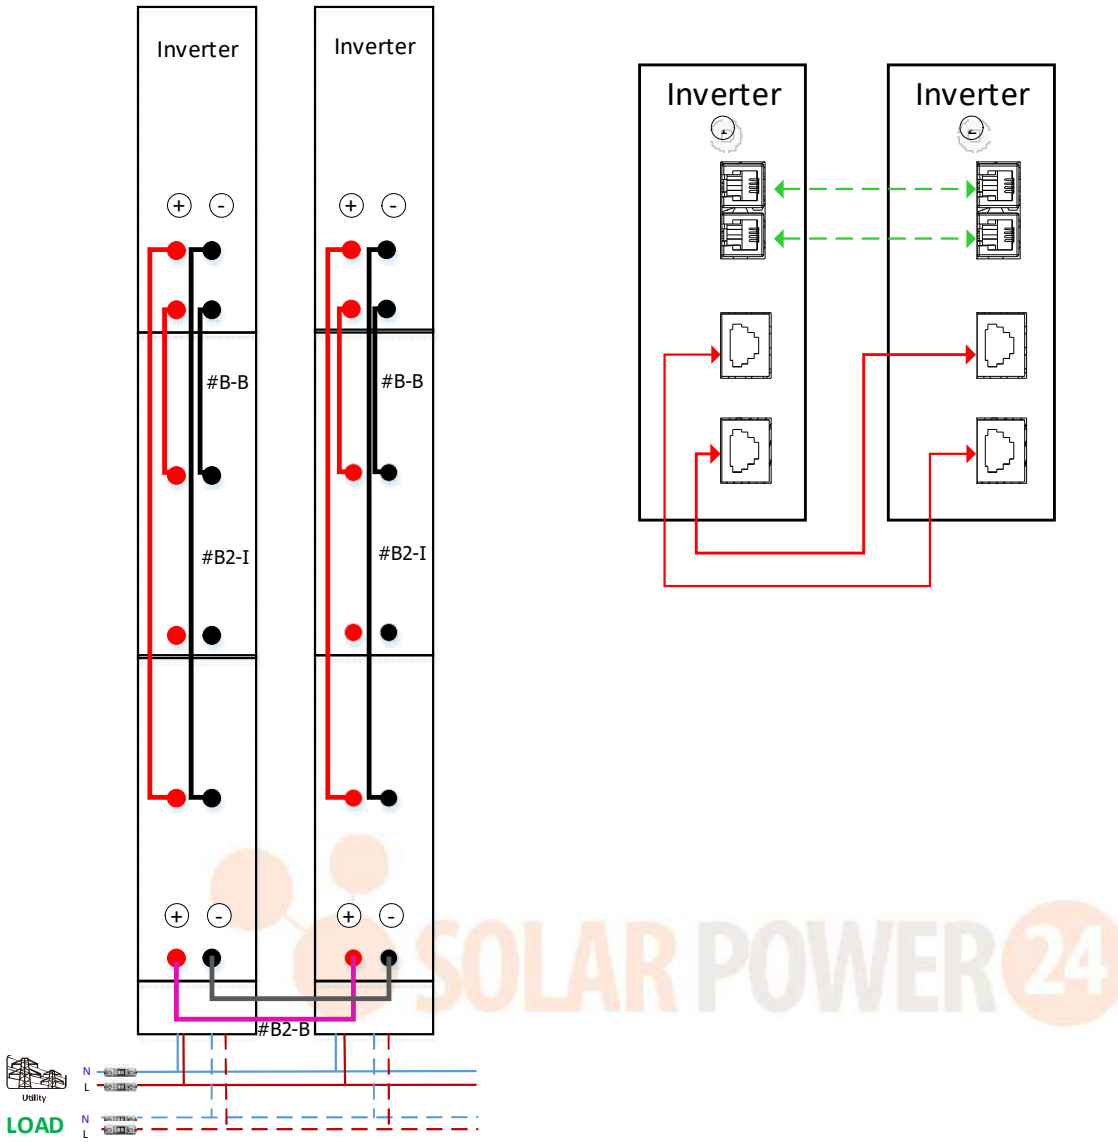 Inverter
Inverter
+ -
+ -
#B-B
#B-B
#B2-I
#B2-I
+ -
+ -
#B2-B
N
L
Utility
LOAD
N
L
Inverter
Inverter
SOLAR POWER 24